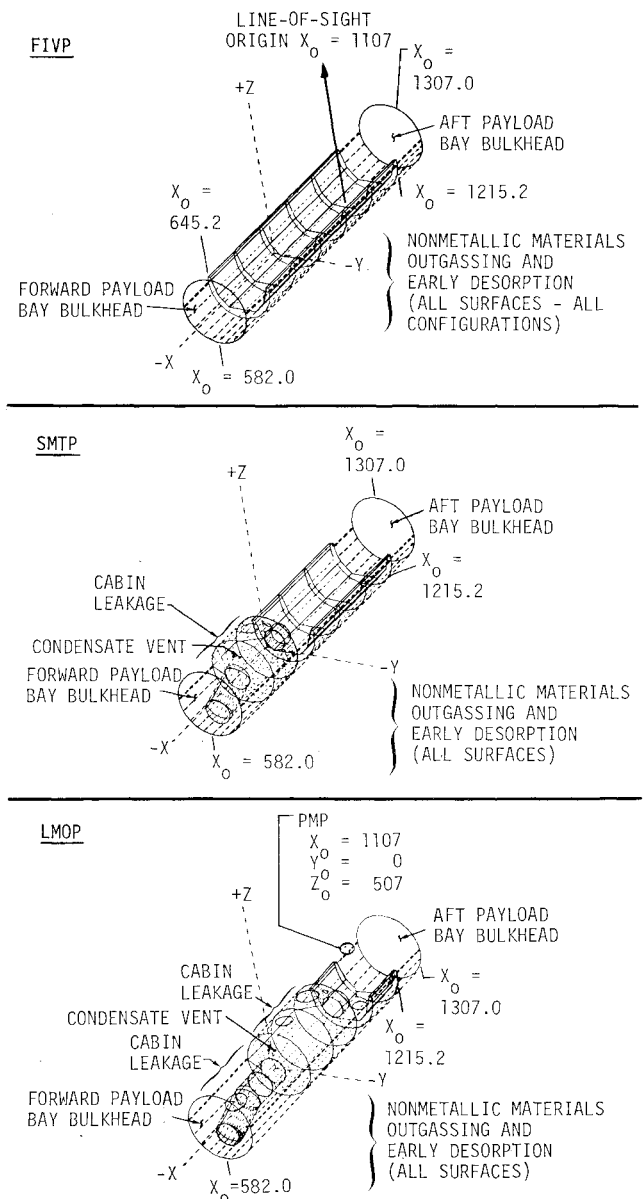 FIVP
LINE-OF-SIGHT
ORIGIN X₀ = 1107
X₀ =
1307.0
+Z
AFT PAYLOAD
BAY BULKHEAD
X₀ =
645.2
X₀ = 1215.2
-Y
NONMETALLIC MATERIALS
OUTGASSING AND
EARLY DESORPTION
(ALL SURFACES - ALL
CONFIGURATIONS)
FORWARD PAYLOAD
BAY BULKHEAD
-X
X₀ = 582.0
SMTP
X₀ =
1307.0
+Z
AFT PAYLOAD
BAY BULKHEAD
X₀ =
1215.2
CABIN
LEAKAGE
CONDENSATE VENT
FORWARD PAYLOAD
BAY BULKHEAD
-Y
NONMETALLIC MATERIALS
OUTGASSING AND
EARLY DESORPTION
(ALL SURFACES)
-X
X₀ = 582.0
LMOP
PMP
X₀ = 1107
Y₀ = 0
Z₀ = 507
+Z
AFT PAYLOAD
BAY BULKHEAD
CABIN
LEAKAGE
X₀ =
1307.0
CONDENSATE VENT
CABIN
LEAKAGE
X₀ =
1215.2
-Y
FORWARD PAYLOAD
BAY BULKHEAD
NONMETALLIC MATERIALS
OUTGASSING AND
EARLY DESORPTION
(ALL SURFACES)
-X
X₀ =582.0